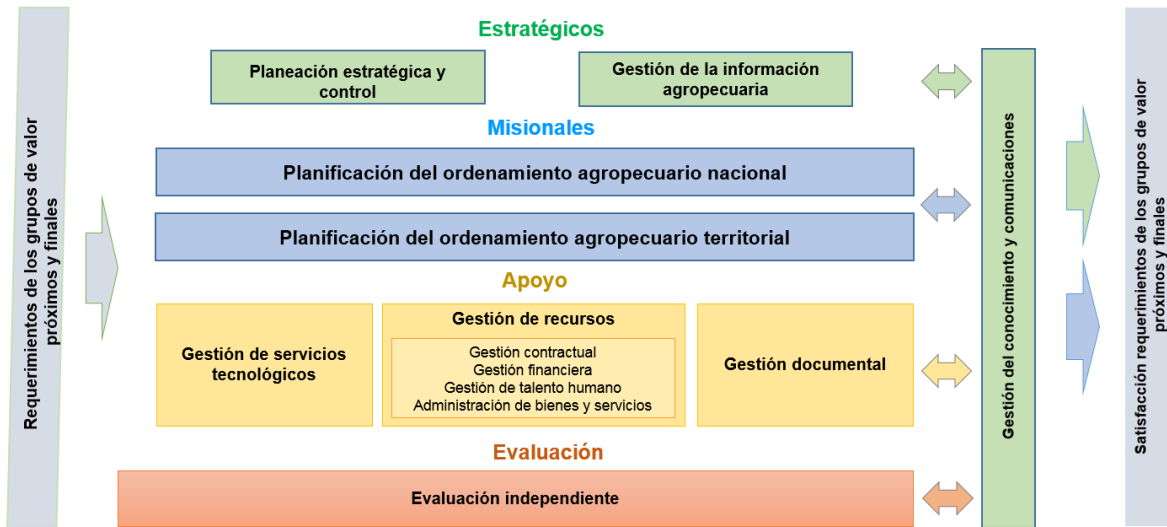 Requerimientos de los grupos de valor
próximos y finales
Estratégicos
Planeación estratégica y
control
Gestión de la información
agropecuaria
Misionales
Planificación del ordenamiento agropecuario nacional
Planificación del ordenamiento agropecuario territorial
Apoyo
Gestión de servicios
tecnológicos
Gestión de recursos
Gestión contractual
Gestión financiera
Gestión de talento humano
Administración de bienes y servicios
Gestión documental
Evaluación
Evaluación independiente
Gestión del conocimiento y comunicaciones
Satisfacción requerimientos de los grupos de valor
próximos y finales